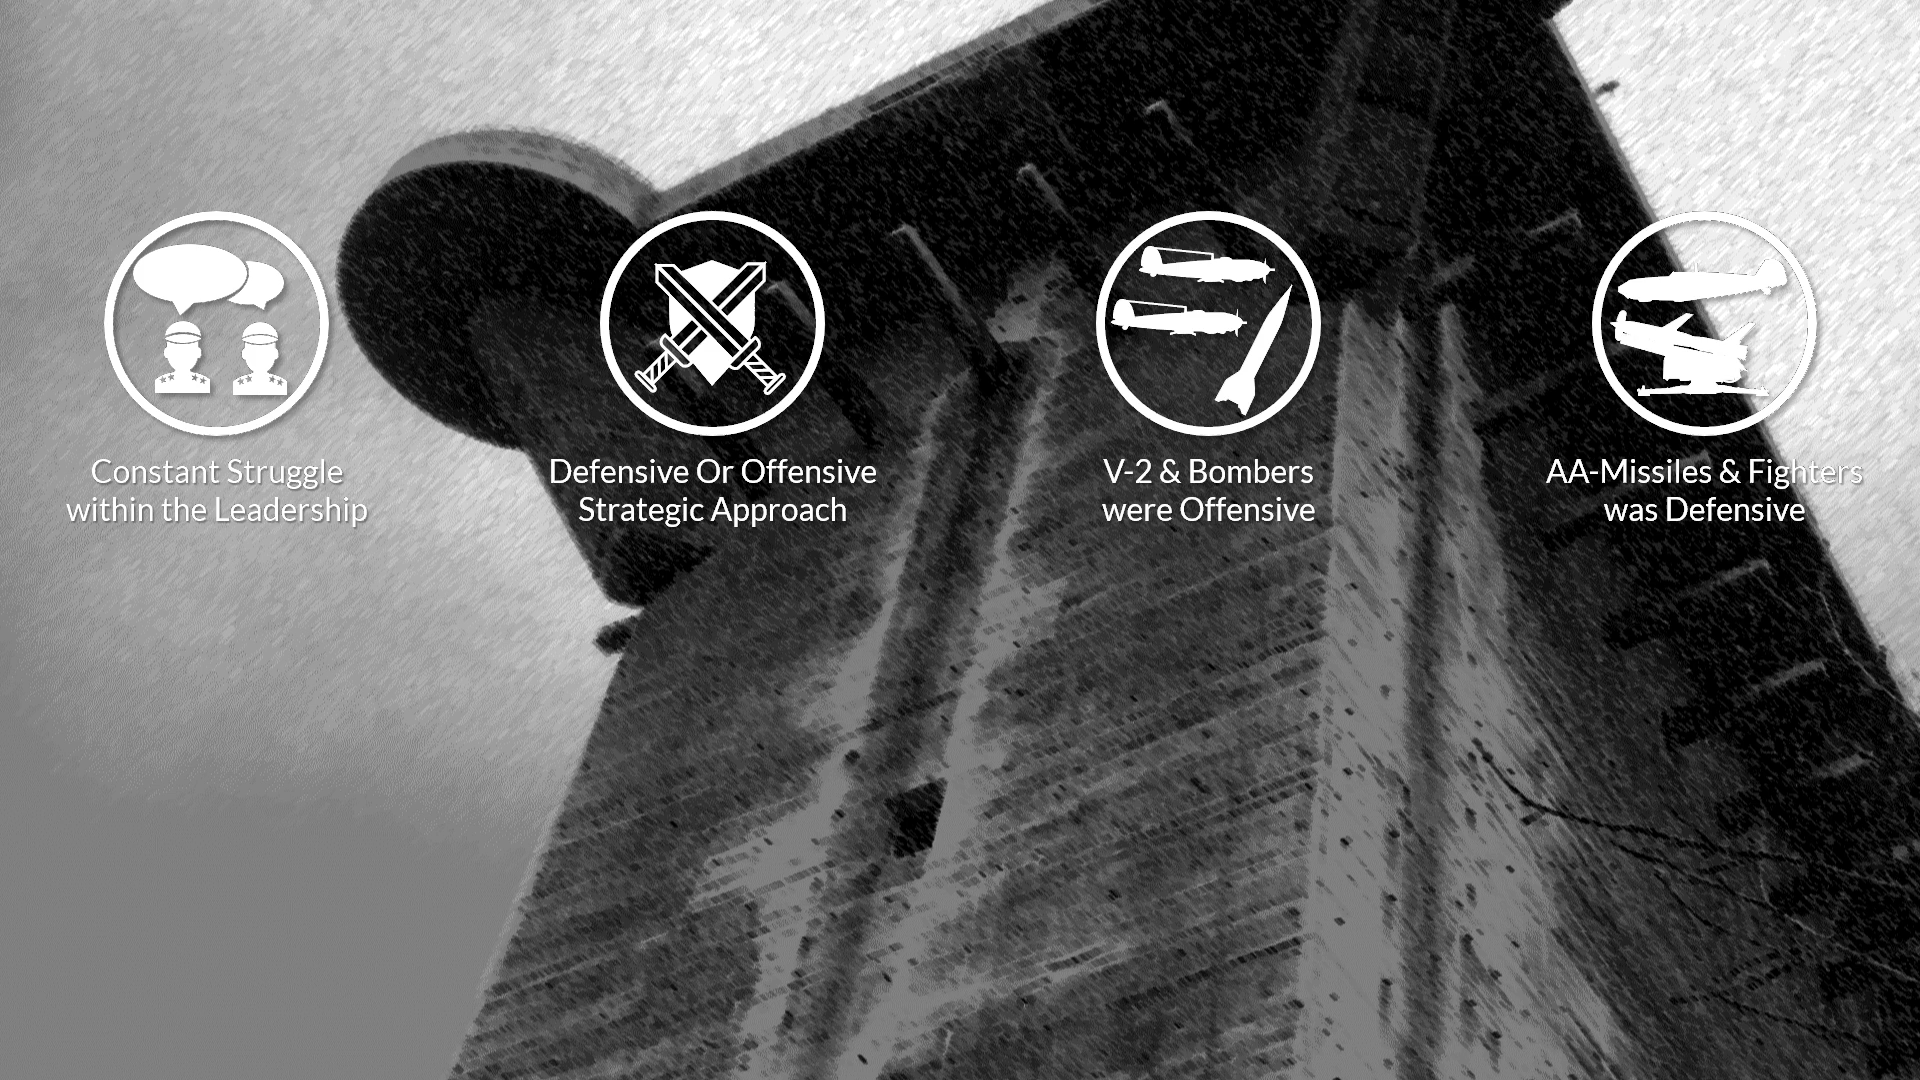 Constant Struggle
within the Leadership
Defensive Or Offensive
Strategic Approach
V-2 & Bombers
were Offensive
AA-Missiles & Fighters
was Defensive